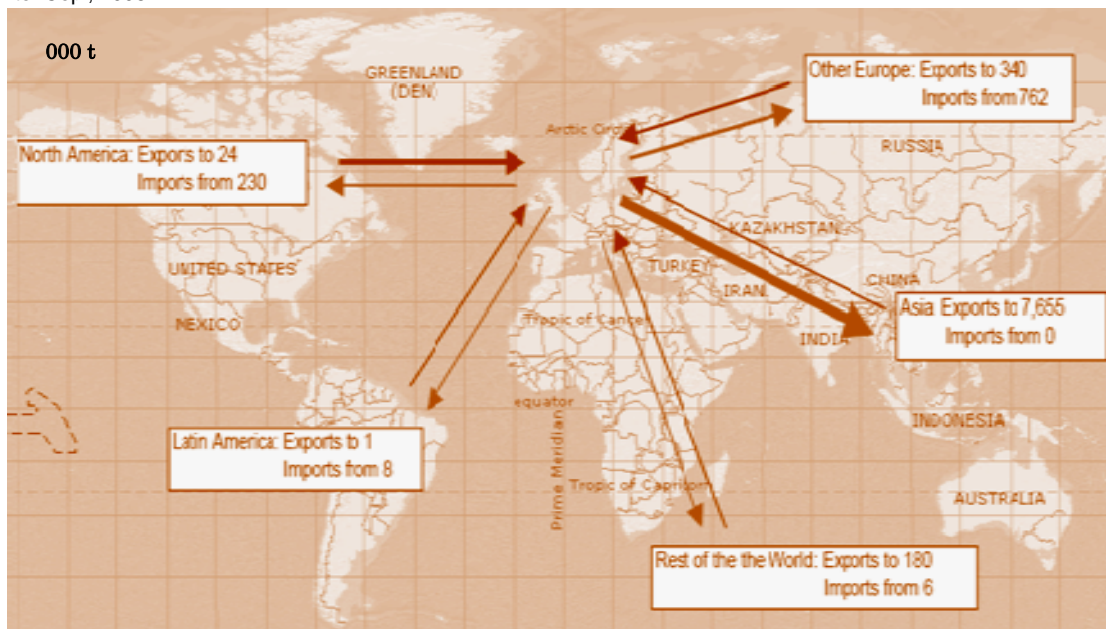 000 t
GREENLAND
(DEN)
Other Europe: Exports to 340
Imports from 762
Arctic Circ
RUSSIA
North America: Expors to 24
Imports from 230
KAZAKHSTAN
UNITED STATES
TURKEY
CHINA
IRAN
Asia Exports to 7,655
Imports from 0
MEXICO
Tropic of Cancer
INDIA
equator
INDONESIA
Latin America: Exports to 1
Imports from 8
Prime Meridian
Tropic of Capricorn
AUSTRALIA
Rest of the the World: Exports to 180
Imports from 6